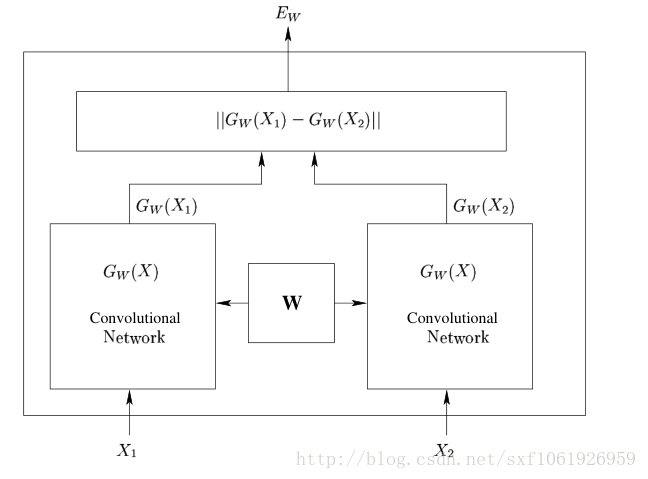 E_W
||G_W(X_1) − G_W(X_2)||
G_W(X_1)
G_W(X_2)
G_W(X)
Convolutional
Network
W
G_W(X)
Convolutional
Network
X_1
X_2
http://blog.csdn.net/sxf1061926959